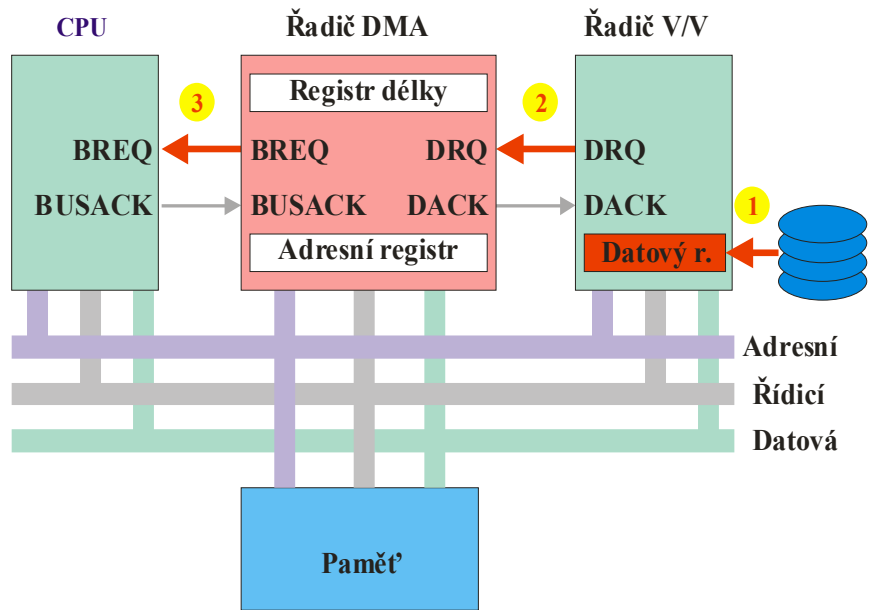 CPU
Řadič DMA
Řadič V/V
3
Registr délky
2
BREQ
BREQ
DRQ
DRQ
BUSACK
BUSACK
DACK
DACK
1
Adresní registr
Datový r.
Adresní
Řídicí
Datová
Paměť